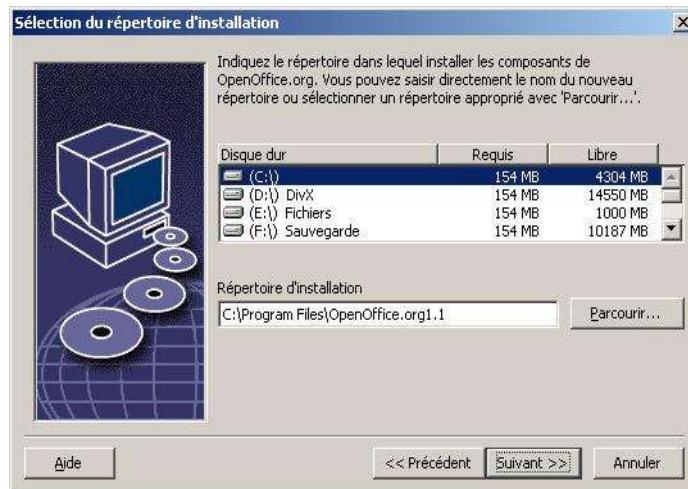 Sélection du répertoire d'installation
Indiquez le répertoire dans lequel installer les composants de
OpenOffice.org. Vous pouvez saisir directement le nom du nouveau
répertoire ou sélectionner un répertoire approprié avec 'Parcourir...'.
Disque dur Requis Libre
(C:\) 154 MB 4304 MB
(D:\) DivX 154 MB 14550 MB
(E:\) Fichiers 154 MB 1000 MB
(F:\) Sauvegarde 154 MB 10187 MB
Répertoire d'installation
C:\Program Files\OpenOffice.org1.1 Parcourir...
Aide << Précédent Suivant >> Annuler